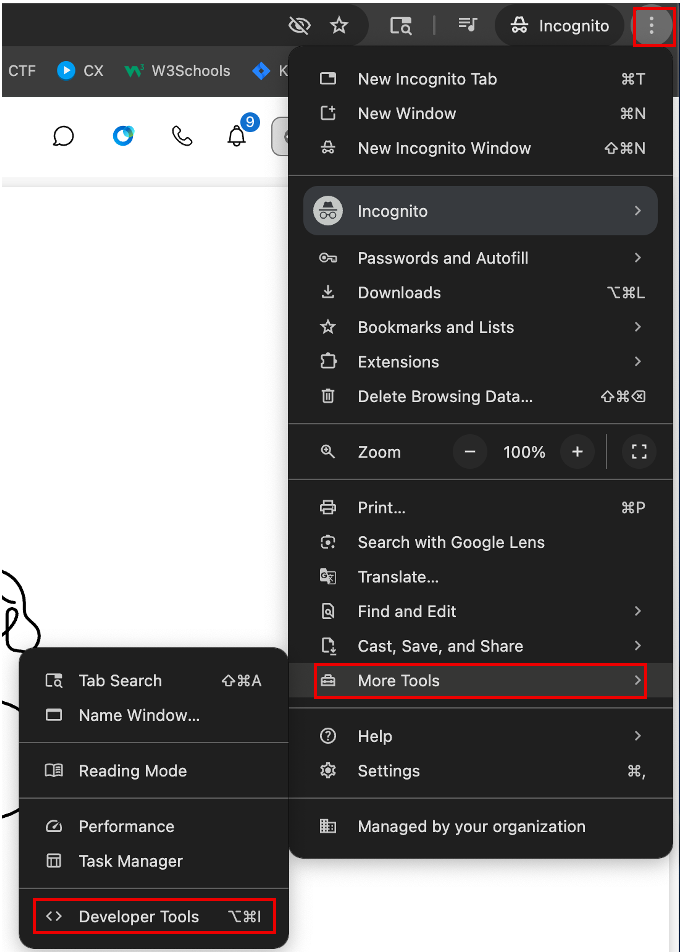 Incognito
CTF CX W3Schools K
9
New Incognito Tab ⌘T
New Window ⌘N
New Incognito Window ⇧⌘N
Incognito
Passwords and Autofill
Downloads ⌥⌘L
Bookmarks and Lists
Extensions
Delete Browsing Data... ⇧⌘⌫
Zoom − 100% +
Print... ⌘P
Search with Google Lens
Translate...
Find and Edit
Cast, Save, and Share
More Tools
Help
Settings ⌘,
Managed by your organization
Tab Search ⇧⌘A
Name Window...
Reading Mode
Performance
Task Manager
Developer Tools ⌥⌘I